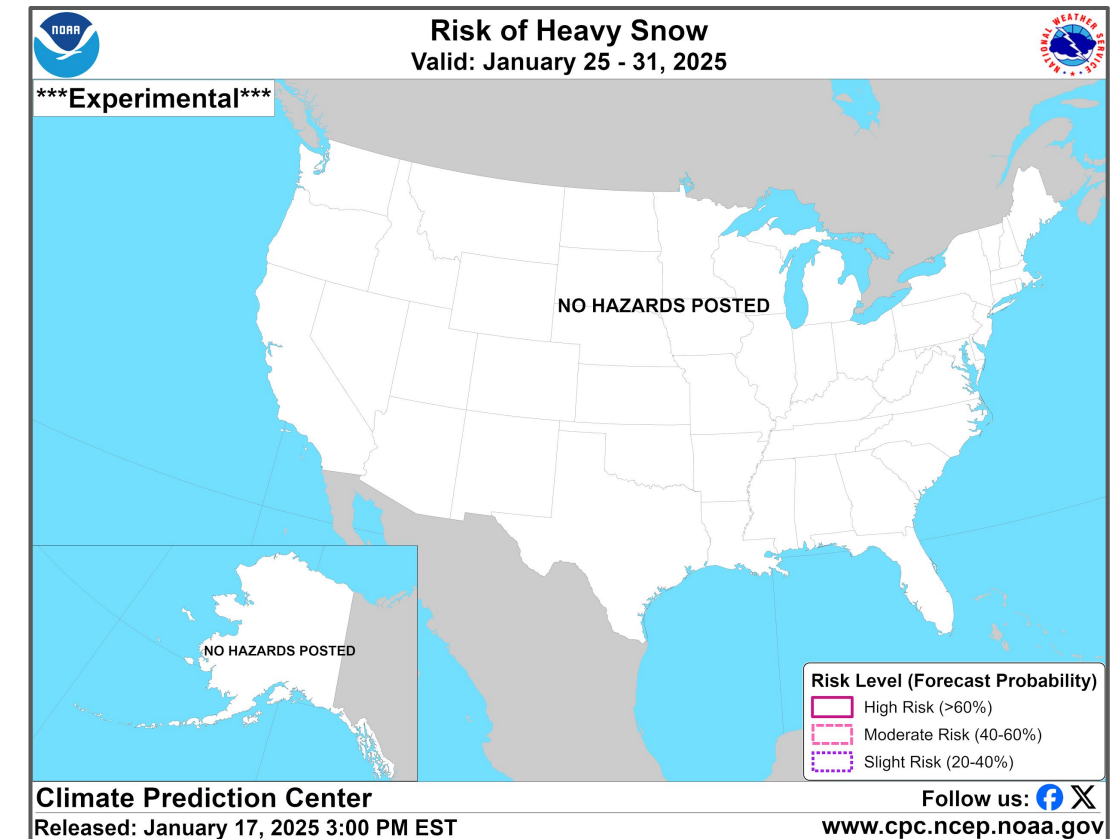 NOAA
Risk of Heavy Snow
Valid: January 25 - 31, 2025
NATIONAL WEATHER SERVICE
***Experimental***
NO HAZARDS POSTED
NO HAZARDS POSTED
Risk Level (Forecast Probability)
High Risk (>60%)
Moderate Risk (40-60%)
Slight Risk (20-40%)
Climate Prediction Center
Follow us:
Released: January 17, 2025 3:00 PM EST
www.cpc.ncep.noaa.gov